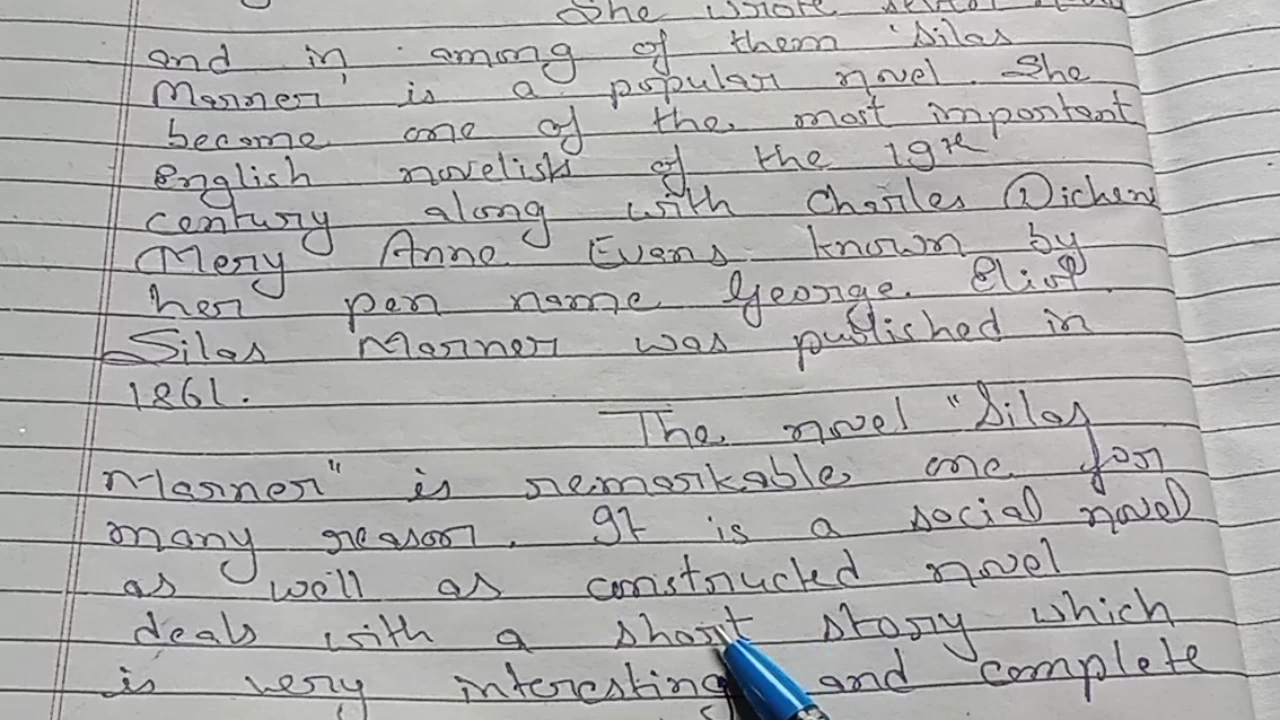 She wrote
and in among of them 'Silas
Marner' is a popular novel. She
become one of the most important
english novelists of the 19th
century along with Charles Dickens
Mery Anne Evans known by
her pen name George Eliot.
Silas Marner was published in
1861.
The novel "Silas
Marner" is remarkable one for
many reason. It is a social novel
as well as constructed novel
deals with a short story which
is very interesting and complete